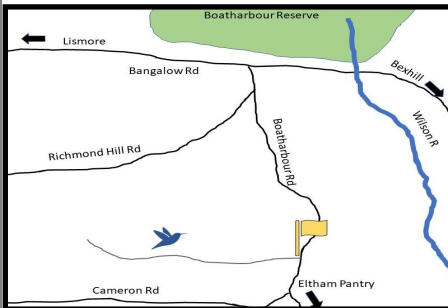 Boatharbour Reserve
Lismore
Bangalow Rd
Bexhill
Wilson R
Boatharbour Rd
Richmond Hill Rd
Eltham Pantry
Cameron Rd